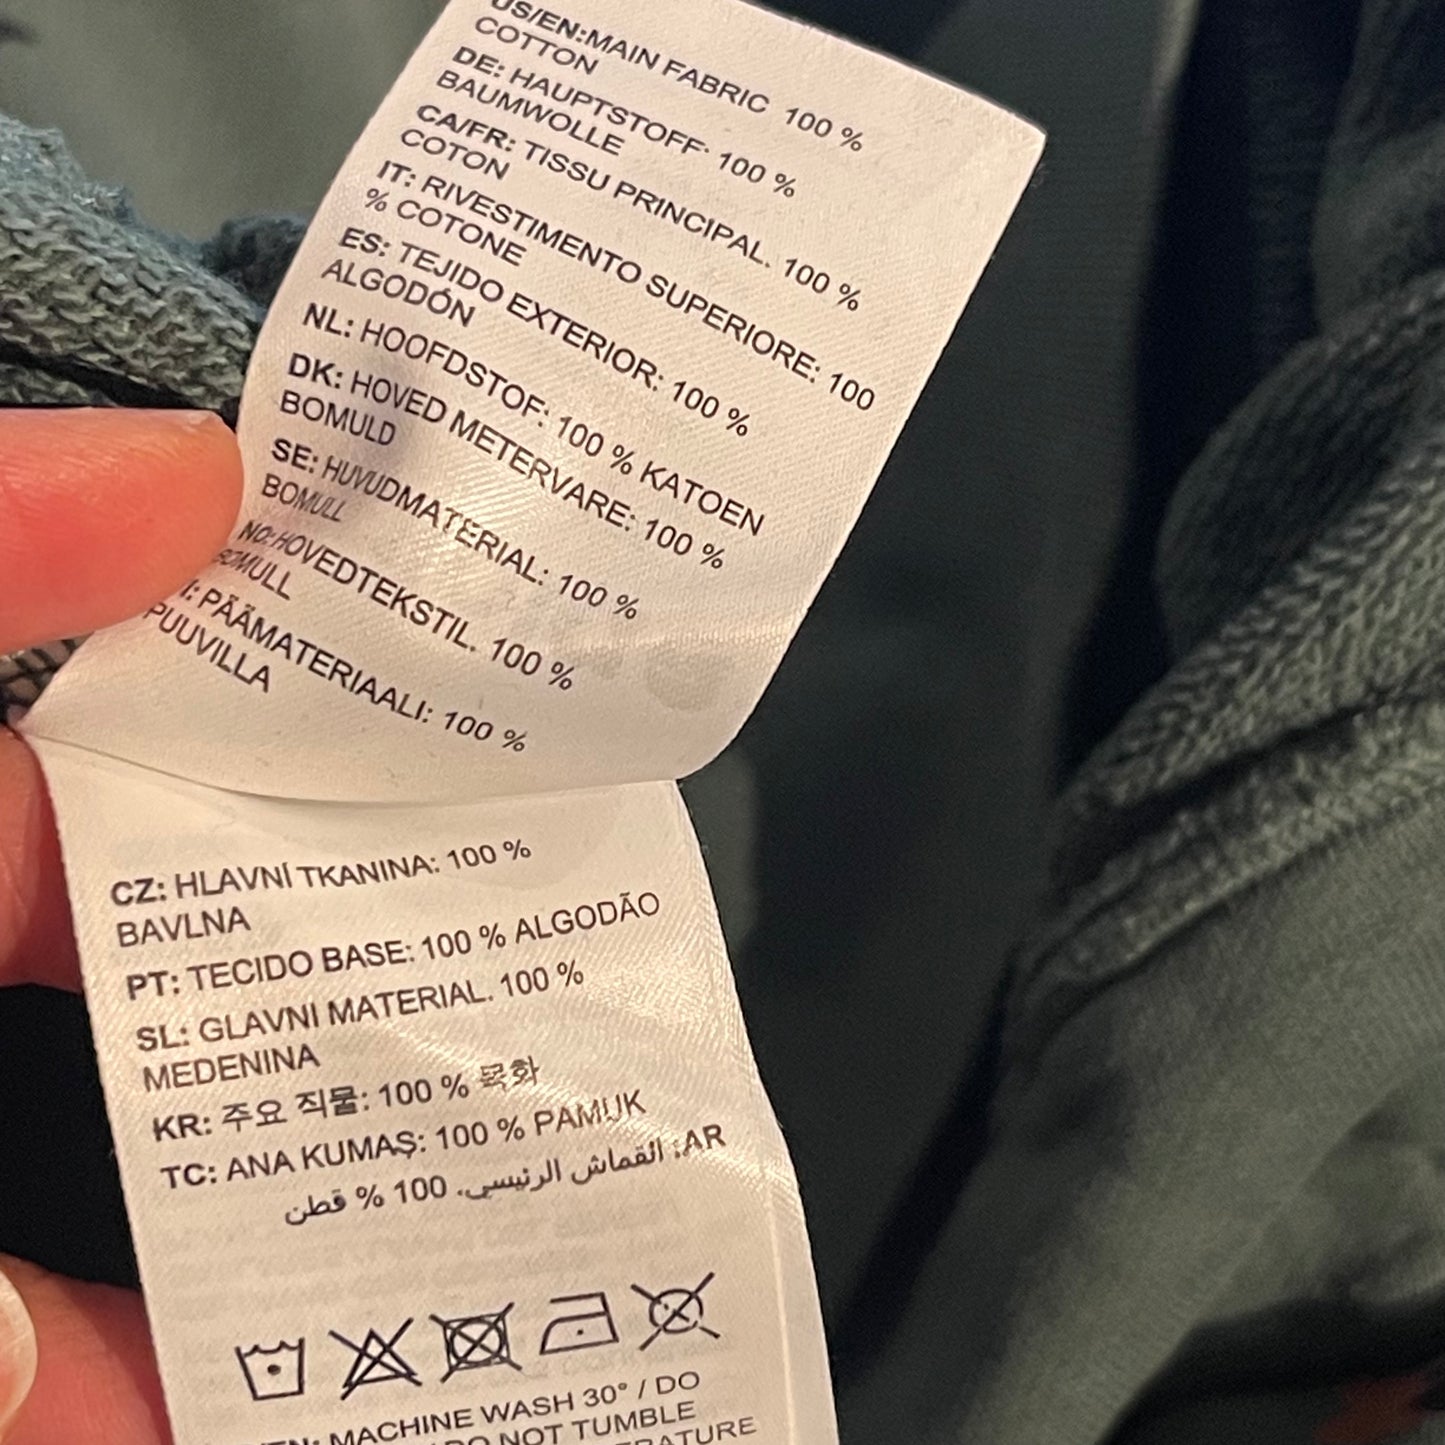 US/EN:MAIN FABRIC 100 %
COTTON
DE: HAUPTSTOFF· 100 %
BAUMWOLLE
CA/FR: TISSU PRINCIPAL. 100 %
COTON
IT: RIVESTIMENTO SUPERIORE: 100
% COTONE
ES: TEJIDO EXTERIOR: 100 %
ALGODÓN
NL: HOOFDSTOF: 100 % KATOEN
DK: HOVED METERVARE: 100 %
BOMULD
SE: HUVUDMATERIAL: 100 %
BOMULL
NO: HOVEDTEKSTIL. 100 %
BOMULL
PÄÄMATERIAALI: 100 %
PUUVILLA
CZ: HLAVNÍ TKANINA: 100 %
BAVLNA
PT: TECIDO BASE: 100 % ALGODÃO
SL: GLAVNI MATERIAL. 100 %
MEDENINA
KR: 주요 직물: 100 % 목화
TC: ANA KUMAŞ: 100 % PAMUK
AR: القماش الرئيسي. 100 % قطن
MACHINE WASH 30° / DO
DO NOT TUMBLE